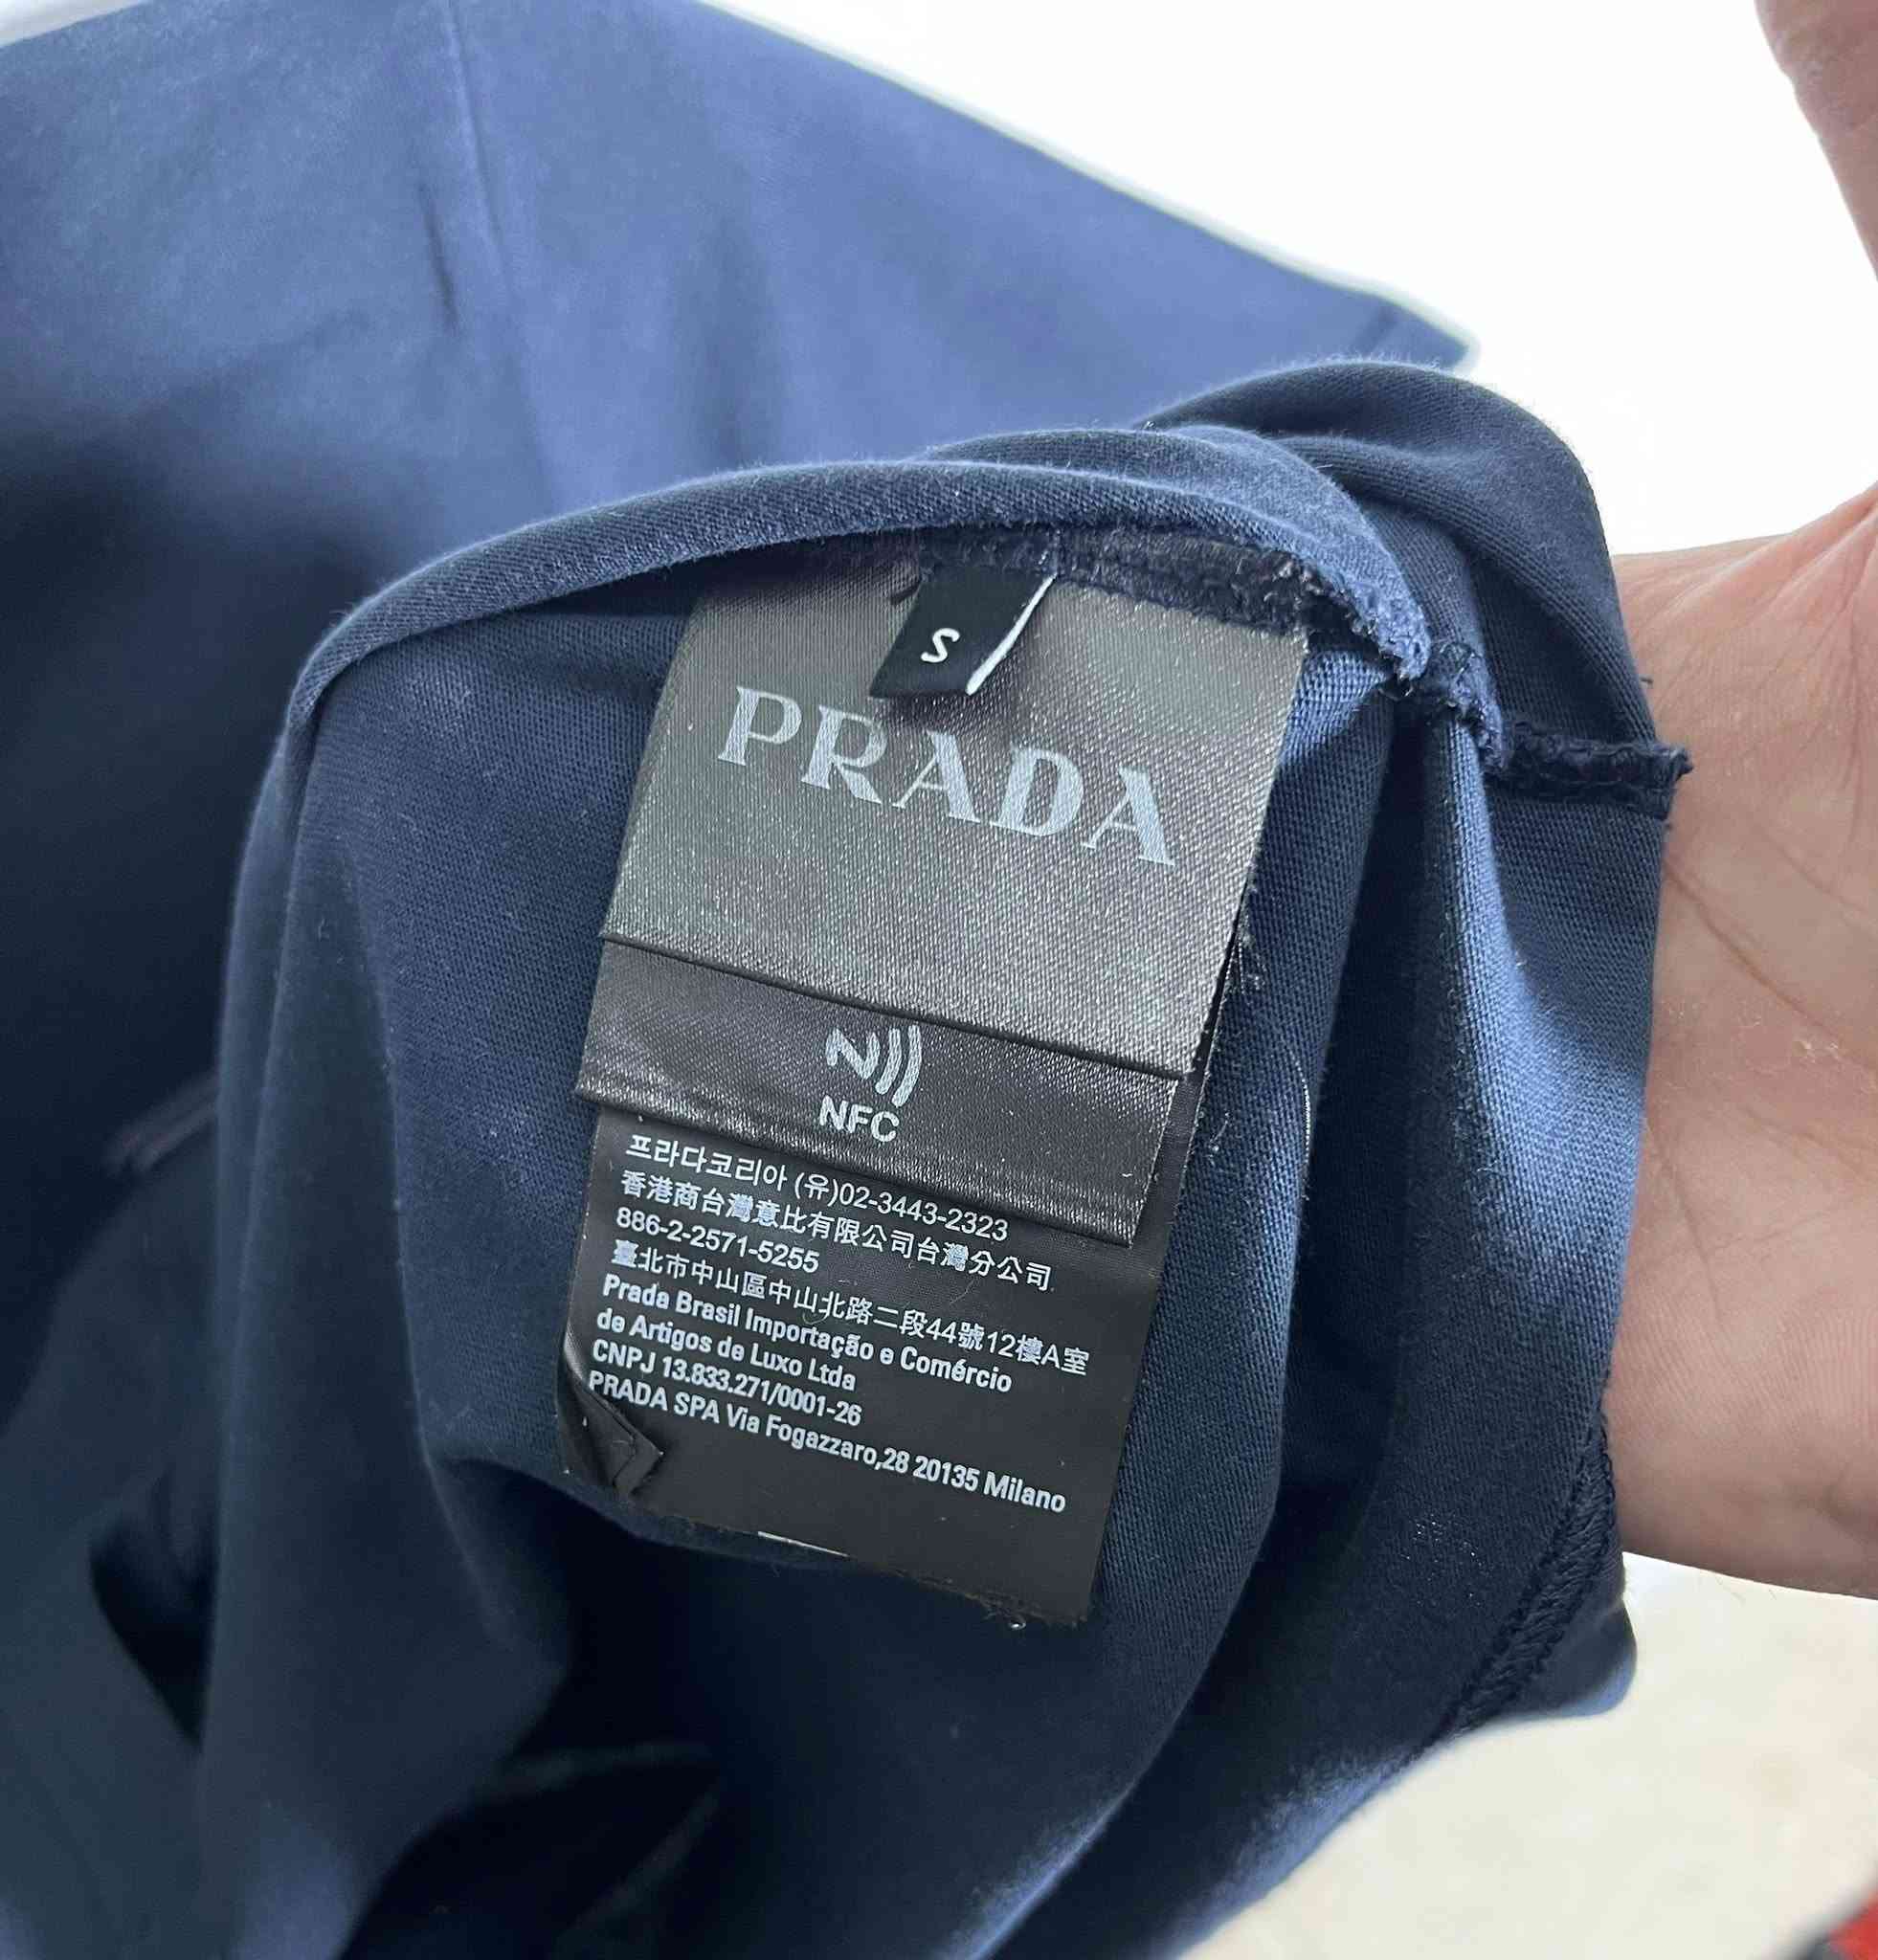 S
PRADA
N
NFC
프라다코리아 (유)02-3443-2323
香港商台灣意比有限公司台灣分公司
886-2-2571-5255
臺北市中山區中山北路二段44號12樓A室
Prada Brasil Importação e Comércio
de Artigos de Luxo Ltda
CNPJ 13.833.271/0001-26
PRADA SPA Via Fogazzaro,28 20135 Milano